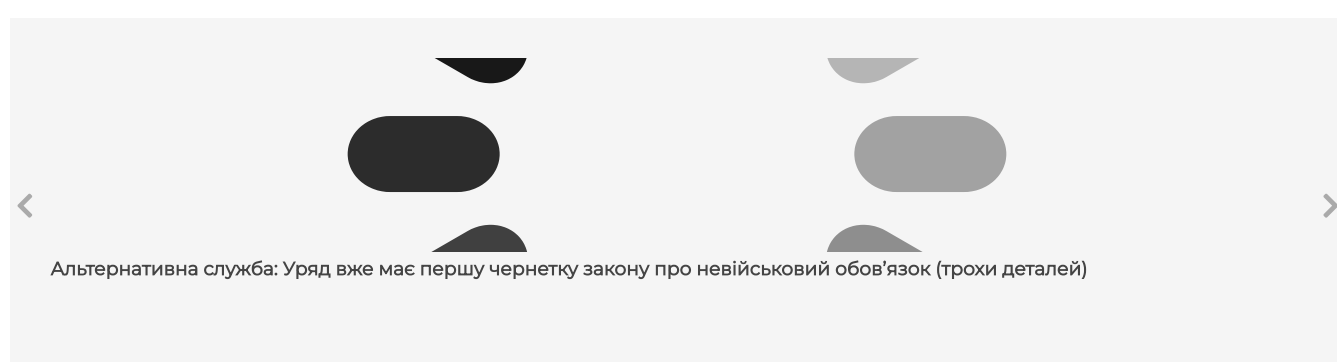 Альтернативна служба: Уряд вже має першу чернетку закону про невійськовий обов’язок (трохи деталей)